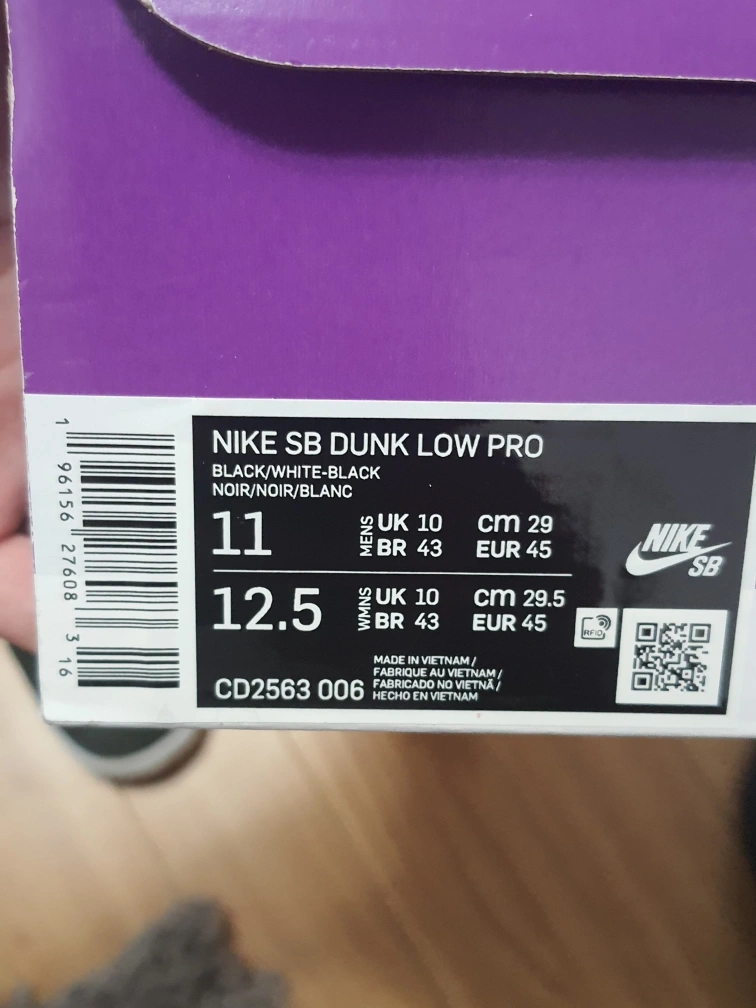 NIKE SB DUNK LOW PRO
BLACK/WHITE-BLACK
NOIR/NOIR/BLANC
11 MENS UK 10 cm 29
BR 43 EUR 45
12.5 WMNS UK 10 cm 29.5
BR 43 EUR 45
CD2563 006
MADE IN VIETNAM /
FABRIQUE AU VIETNAM /
FABRICADO NO VIETNÃ /
HECHO EN VIETNAM
NIKE
SB
RFID
1 96156 27608 3 16